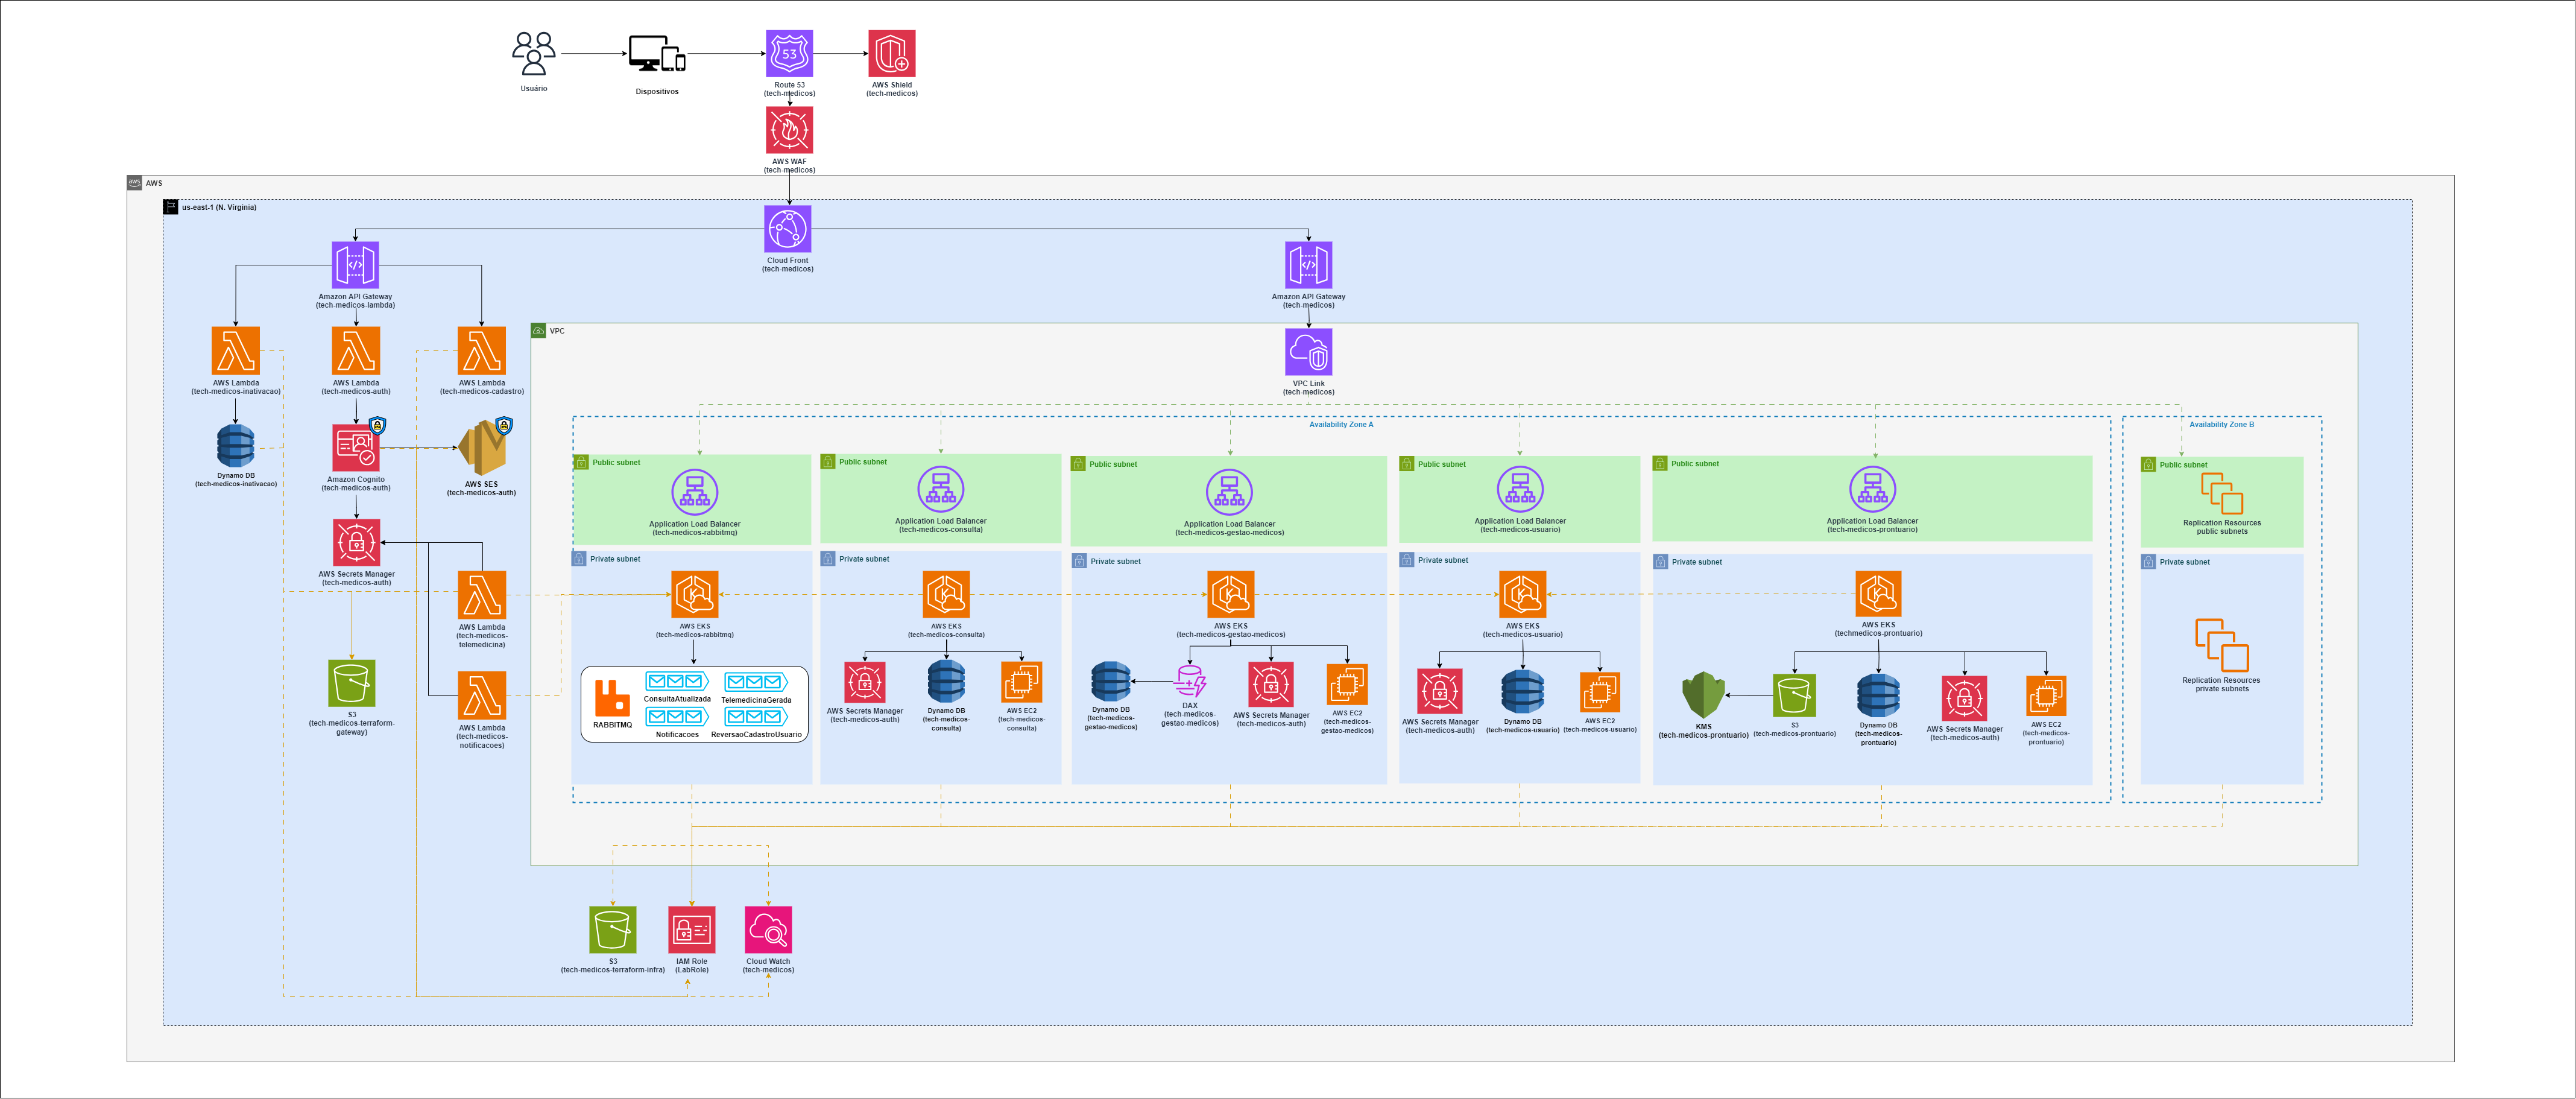 Usuário
Dispositivos
53
Route 53
(tech-medicos)
AWS Shield
(tech-medicos)
AWS WAF
(tech-medicos)
aws
AWS
us-east-1 (N. Virginia)
Cloud Front
(tech-medicos)
Amazon API Gateway
(tech-medicos-lambda)
Amazon API Gateway
(tech-medicos)
AWS Lambda
(tech-medicos-inativacao)
AWS Lambda
(tech-medicos-auth)
AWS Lambda
(tech-medicos-cadastro)
VPC
VPC Link
(tech-medicos)
Dynamo DB
(tech-medicos-inativacao)
Amazon Cognito
(tech-medicos-auth)
AWS SES
(tech-medicos-auth)
AWS Secrets Manager
(tech-medicos-auth)
AWS Lambda
(tech-medicos-
telemedicina)
S3
(tech-medicos-terraform-
gateway)
AWS Lambda
(tech-medicos-
notificacoes)
Availability Zone A
Availability Zone B
Public subnet
Application Load Balancer
(tech-medicos-rabbitmq)
Public subnet
Application Load Balancer
(tech-medicos-consulta)
Public subnet
Application Load Balancer
(tech-medicos-gestao-medicos)
Public subnet
Application Load Balancer
(tech-medicos-usuario)
Public subnet
Application Load Balancer
(tech-medicos-prontuario)
Public subnet
Replication Resources
public subnets
Private subnet
AWS EKS
(tech-medicos-rabbitmq)
RABBITMQ
ConsultaAtualizada
TelemedicinaGerada
Notificacoes
ReversaoCadastroUsuario
Private subnet
AWS EKS
(tech-medicos-consulta)
AWS Secrets Manager
(tech-medicos-auth)
Dynamo DB
(tech-medicos-
consulta)
AWS EC2
(tech-medicos-
consulta)
Private subnet
AWS EKS
(tech-medicos-gestao-medicos)
Dynamo DB
(tech-medicos-
gestao-medicos)
DAX
(tech-medicos-
gestao-medicos)
AWS Secrets Manager
(tech-medicos-auth)
AWS EC2
(tech-medicos-
gestao-medicos)
Private subnet
AWS EKS
(tech-medicos-usuario)
AWS Secrets Manager
(tech-medicos-auth)
Dynamo DB
(tech-medicos-usuario)
AWS EC2
(tech-medicos-usuario)
Private subnet
AWS EKS
(techmedicos-prontuario)
KMS
(tech-medicos-prontuario)
S3
(tech-medicos-prontuario)
Dynamo DB
(tech-medicos-
prontuario)
AWS Secrets Manager
(tech-medicos-auth)
AWS EC2
(tech-medicos-
prontuario)
Private subnet
Replication Resources
private subnets
S3
(tech-medicos-terraform-infra)
IAM Role
(LabRole)
Cloud Watch
(tech-medicos)